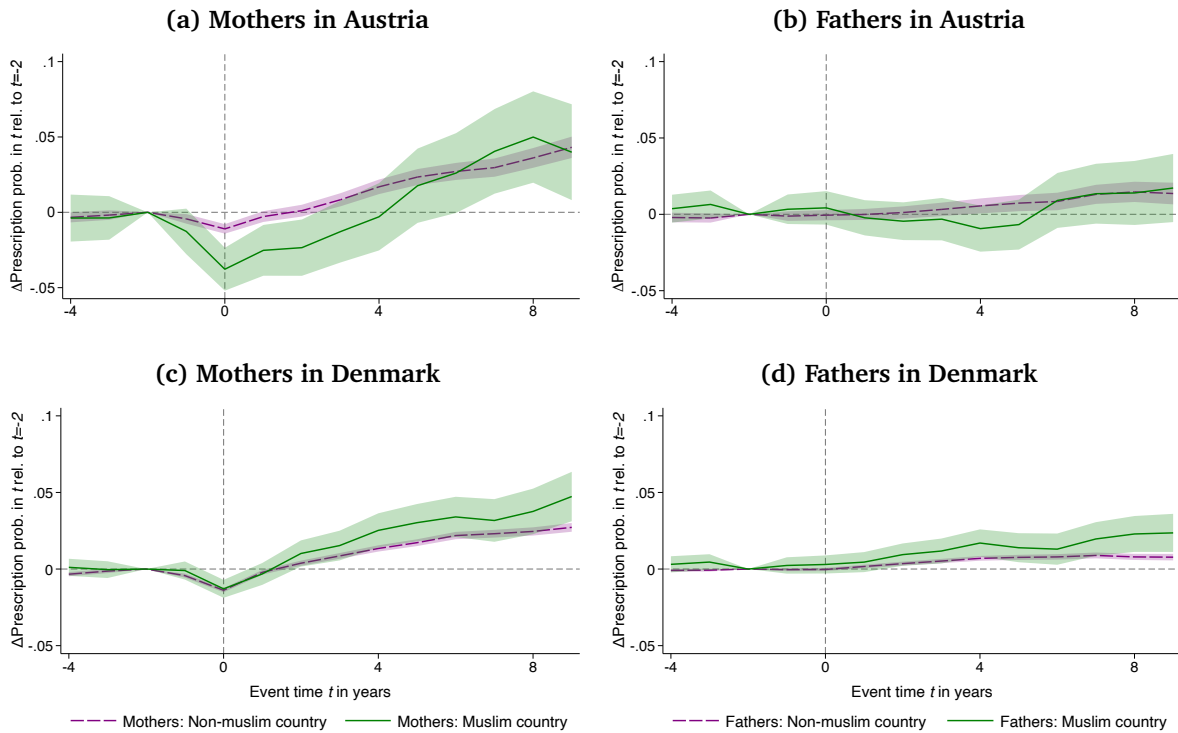 (a) Mothers in Austria
ΔPrescription prob. in t rel. to t=-2
.1
.05
0
-.05
-4
0
4
8
(b) Fathers in Austria
ΔPrescription prob. in t rel. to t=-2
.1
.05
0
-.05
-4
0
4
8
(c) Mothers in Denmark
ΔPrescription prob. in t rel. to t=-2
.1
.05
0
-.05
-4
0
4
8
Event time t in years
Mothers: Non-muslim country
Mothers: Muslim country
(d) Fathers in Denmark
ΔPrescription prob. in t rel. to t=-2
.1
.05
0
-.05
-4
0
4
8
Event time t in years
Fathers: Non-muslim country
Fathers: Muslim country